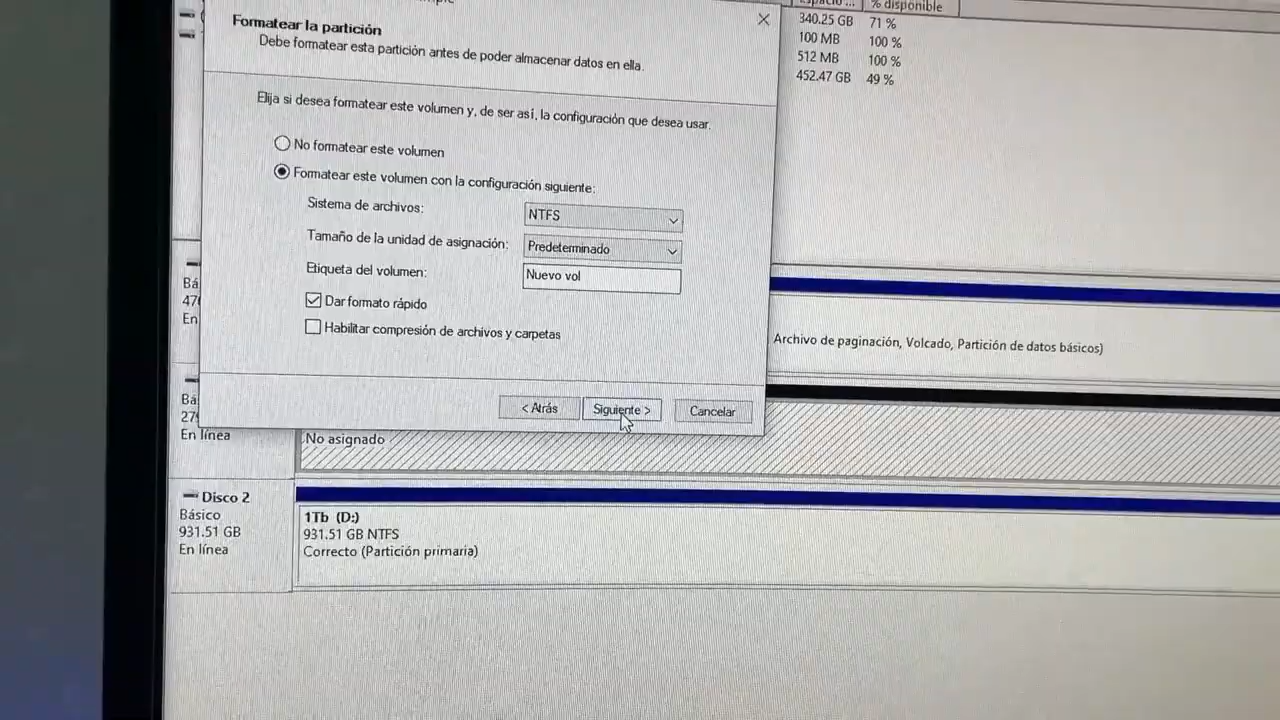 Formatear la partición
Debe formatear esta partición antes de poder almacenar datos en ella.
Elija si desea formatear este volumen y, de ser así, la configuración que desea usar.
No formatear este volumen
Formatear este volumen con la configuración siguiente:
Sistema de archivos:
NTFS
Tamaño de la unidad de asignación:
Predeterminado
Etiqueta del volumen:
Nuevo vol
Dar formato rápido
Habilitar compresión de archivos y carpetas
< Atrás
Siguiente >
Cancelar
% disponible
340.25 GB 71 %
100 MB 100 %
512 MB 100 %
452.47 GB 49 %
Archivo de paginación, Volcado, Partición de datos básicos)
En línea
No asignado
Disco 2
Básico
931.51 GB
En línea
1Tb (D:)
931.51 GB NTFS
Correcto (Partición primaria)